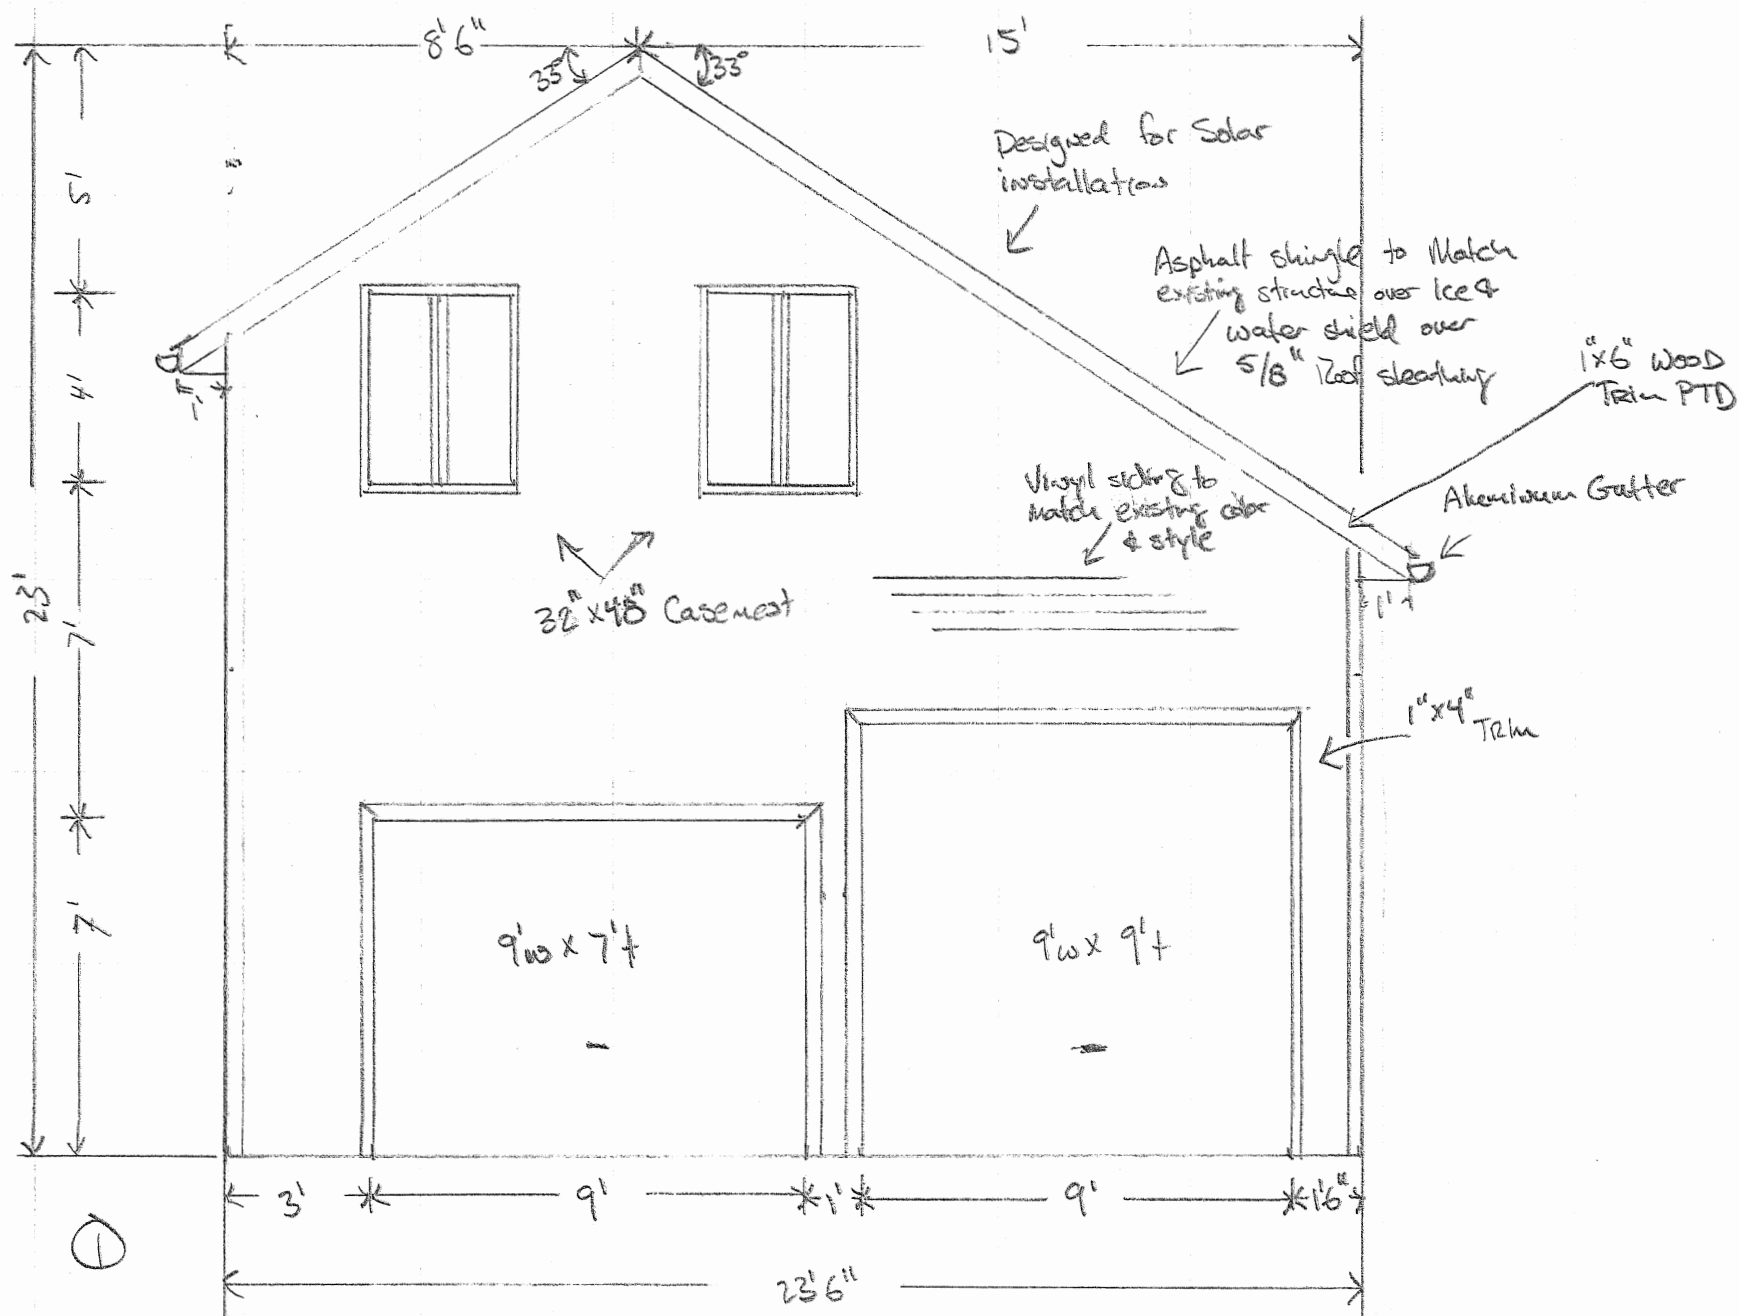 8'6"
15'
33°
33°
Designed for Solar
installation
5'
Asphalt shingle to Match
existing structure over Ice &
water shield over
5/8" Roof sheathing
1"x6" WOOD
TRim PTD
4'
1'
Vinyl siding to
match existing color
& style
Aluminum Gutter
23'
7'
32"x48" Casement
1'
1"x4"
TRIM
7'
9'w x 7't
9'w x 9't
3'
9'
1'
9'
1'6"
1
23'6"